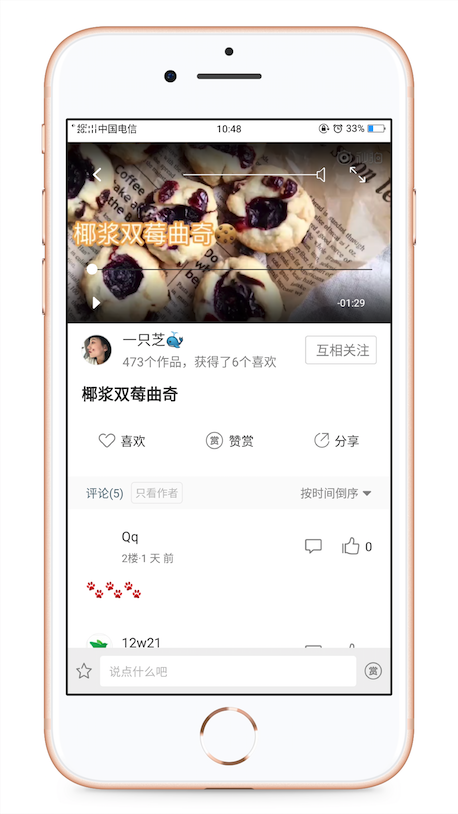 中国电信
10:48
33%
Coffee
ake a
椰浆双莓曲奇
-01:29
一只芝🐳
473个作品，获得了6个喜欢
互相关注
椰浆双莓曲奇
喜欢
赏
赞赏
分享
评论(5)
只看作者
按时间倒序
Qq
2楼·1 天 前
0
12w21
说点什么吧
赏